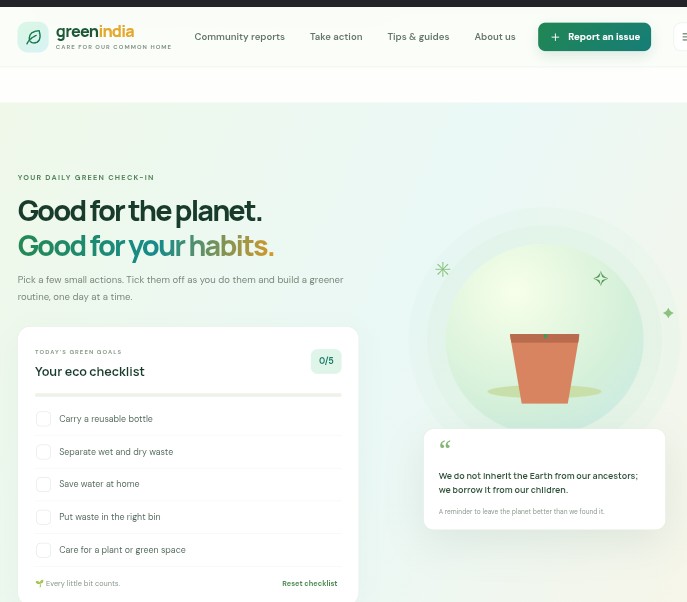 greenindia
CARE FOR OUR COMMON HOME
Community reports
Take action
Tips & guides
About us
+ Report an issue
YOUR DAILY GREEN CHECK-IN
Good for the planet.
Good for your habits.
Pick a few small actions. Tick them off as you do them and build a greener
routine, one day at a time.
TODAY'S GREEN GOALS
Your eco checklist
0/5
Carry a reusable bottle
Separate wet and dry waste
Save water at home
Put waste in the right bin
Care for a plant or green space
🌱 Every little bit counts.
Reset checklist
“
We do not inherit the Earth from our ancestors;
we borrow it from our children.
A reminder to leave the planet better than we found it.